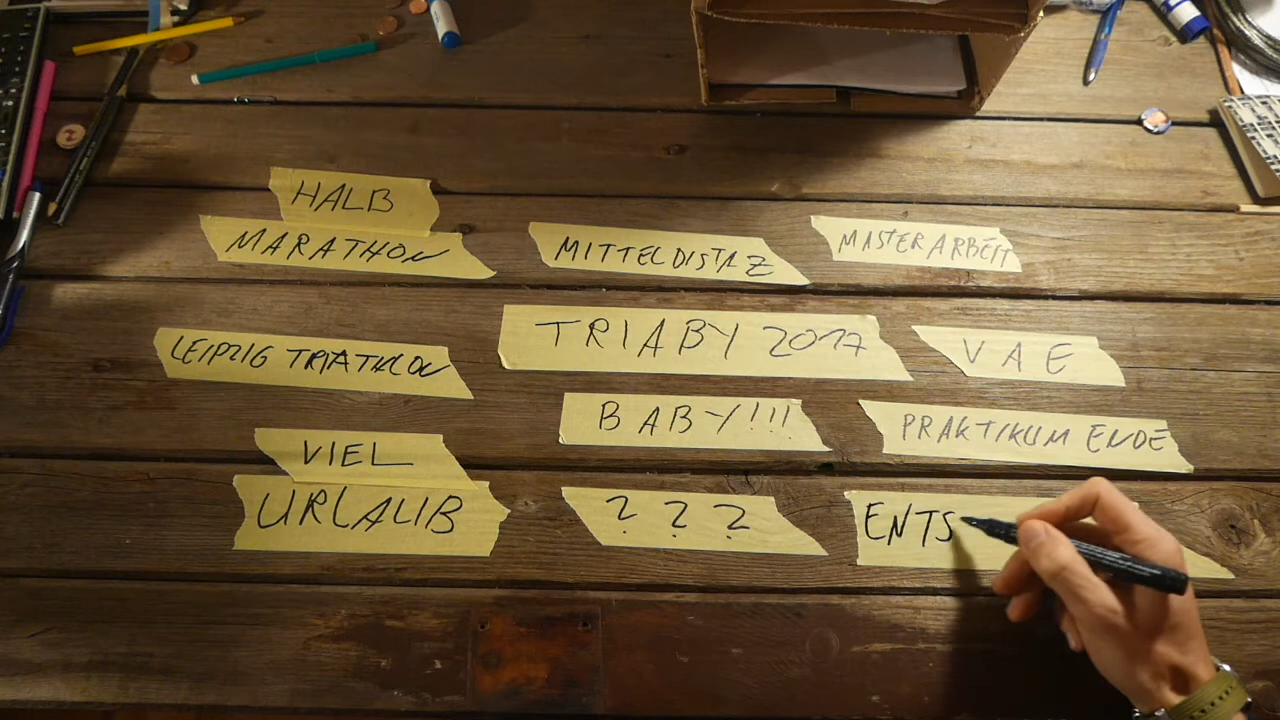 HALB
MARATHON
MITTELDISTAZ
MASTERARBEIT
LEIPZIG TRIATHLON
TRIABY 2017
VAE
BABY!!!
PRAKTIKUM ENDE
VIEL
URLAUB
???
ENTS